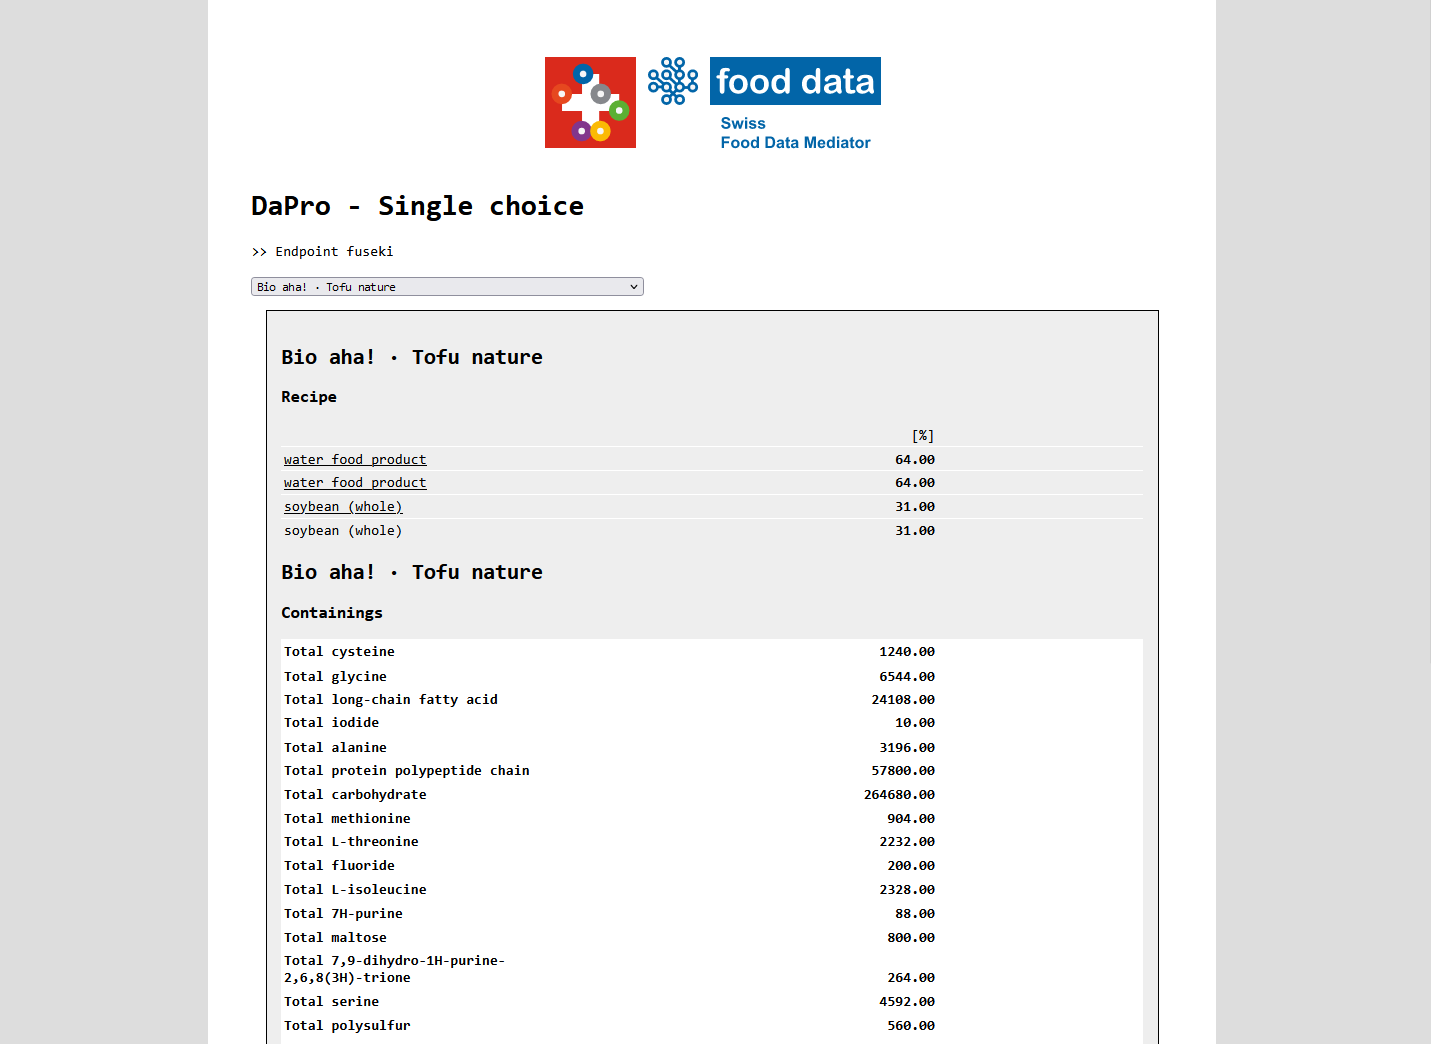 food data
Swiss
Food Data Mediator
DaPro - Single choice
>> Endpoint fuseki
Bio aha! · Tofu nature
Bio aha! · Tofu nature
Recipe
[%]
water food product 64.00
water food product 64.00
soybean (whole) 31.00
soybean (whole) 31.00
Bio aha! · Tofu nature
Containings
Total cysteine 1240.00
Total glycine 6544.00
Total long-chain fatty acid 24108.00
Total iodide 10.00
Total alanine 3196.00
Total protein polypeptide chain 57800.00
Total carbohydrate 264680.00
Total methionine 904.00
Total L-threonine 2232.00
Total fluoride 200.00
Total L-isoleucine 2328.00
Total 7H-purine 88.00
Total maltose 800.00
Total 7,9-dihydro-1H-purine-
2,6,8(3H)-trione 264.00
Total serine 4592.00
Total polysulfur 560.00